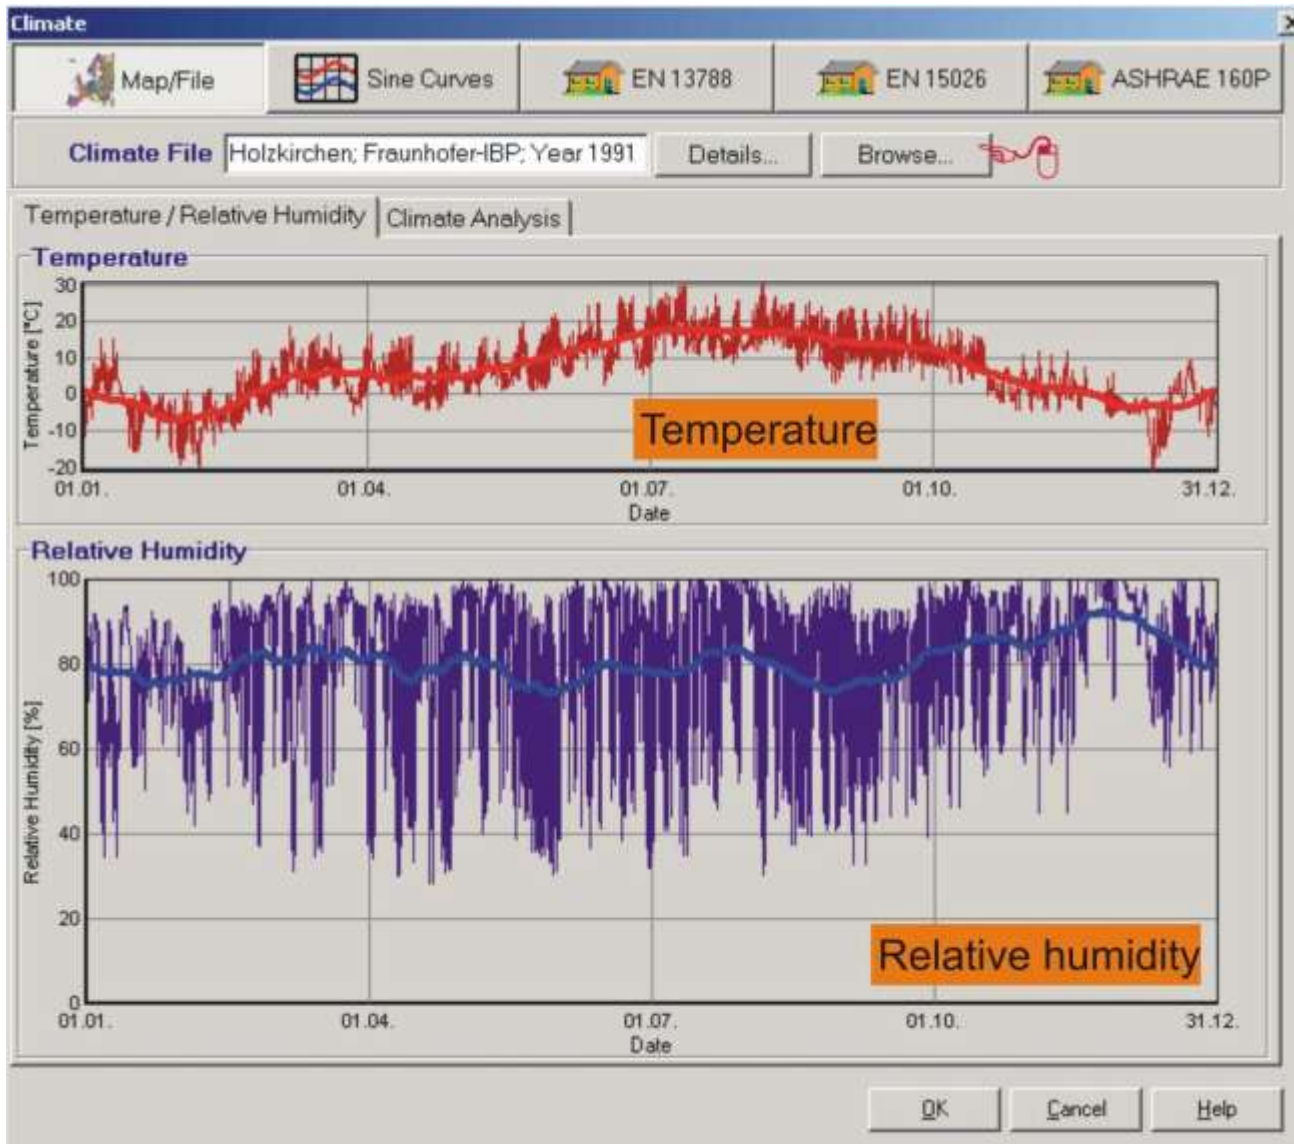 Climate
Map/File Sine Curves EN 13788 EN 15026 ASHRAE 160P
Climate File Holzkirchen; Fraunhofer-IBP; Year 1991 Details... Browse...
Temperature / Relative Humidity Climate Analysis
Temperature
Temperature [°C]
30
20
10
0
-10
-20
Temperature
01.01. 01.04. 01.07. 01.10. 31.12.
Date
Relative Humidity
Relative Humidity [%]
100
80
60
40
20
0
Relative humidity
01.01. 01.04. 01.07. 01.10. 31.12.
Date
OK Cancel Help